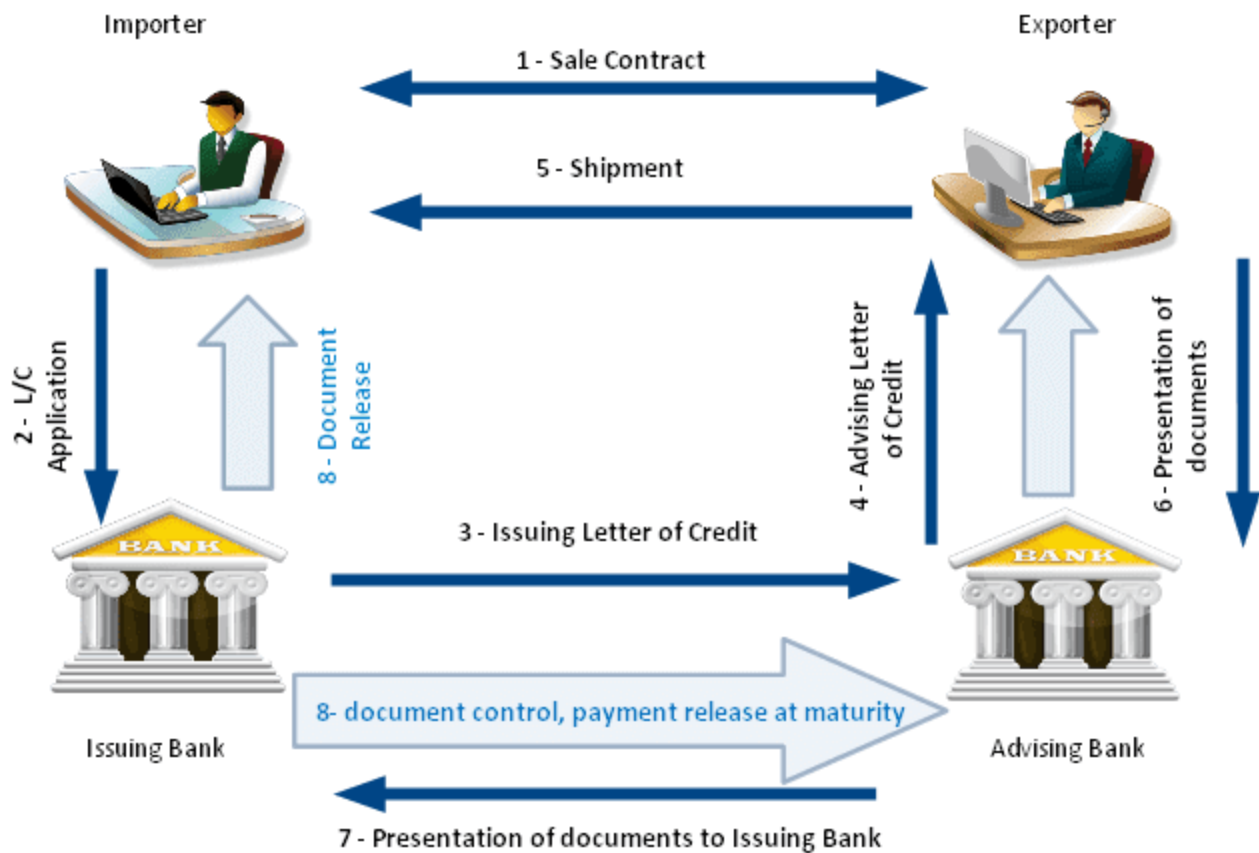 Importer
Exporter
1 - Sale Contract
5 - Shipment
2 - L/C
Application
8 - Document
Release
4 - Advising Letter
of Credit
6 - Presentation of
documents
3 - Issuing Letter of Credit
BANK
BANK
8- document control, payment release at maturity
Issuing Bank
Advising Bank
7 - Presentation of documents to Issuing Bank